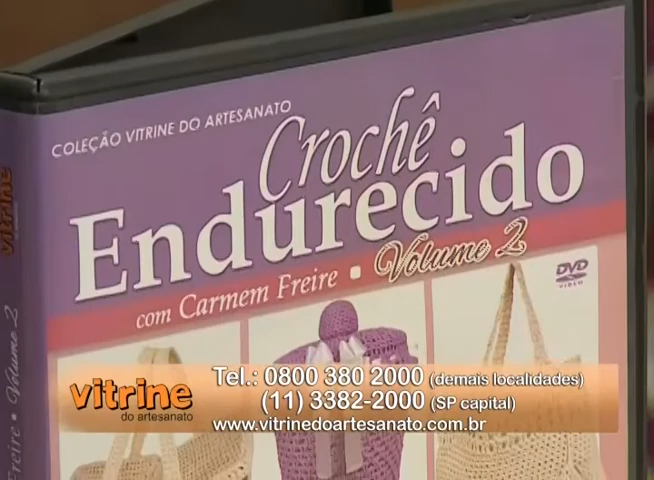 COLEÇÃO VITRINE DO ARTESANATO
Crochê
Endurecido
com Carmem Freire • Volume 2
DVD
VIDEO
vitrine
Freire • Volume 2
vitrine
do artesanato
Tel.: 0800 380 2000 (demais localidades)
(11) 3382-2000 (SP capital)
www.vitrinedoartesanato.com.br